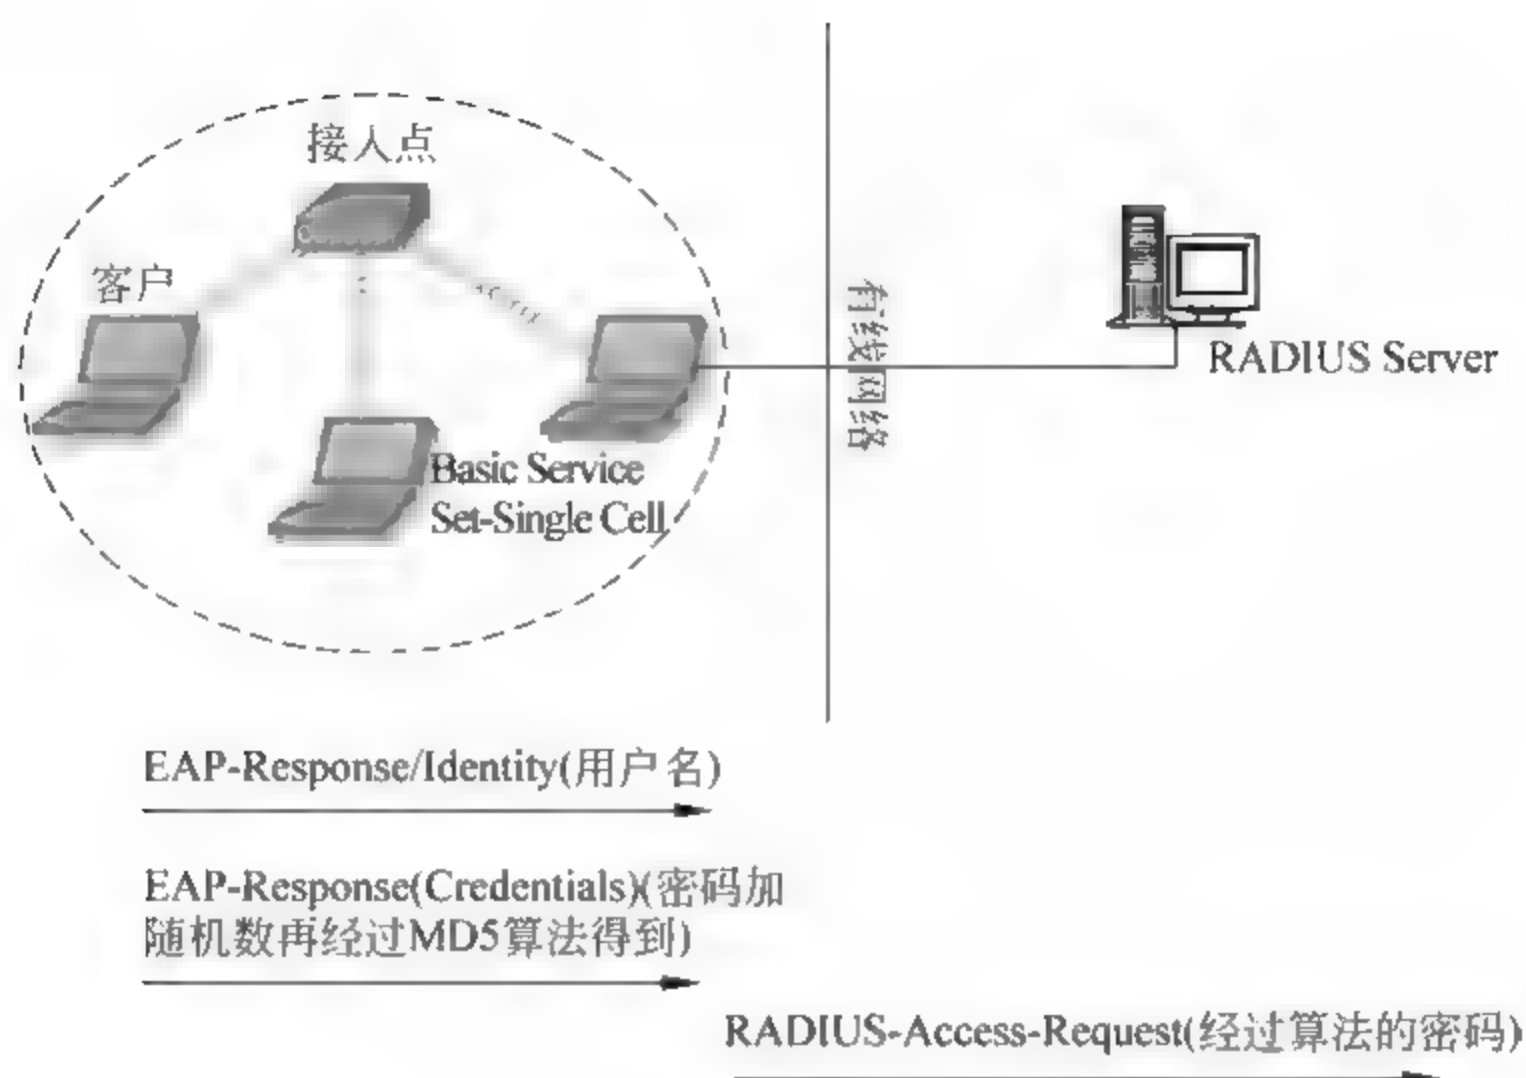 接入点
客户
有线网络
RADIUS Server
Basic Service
Set-Single Cell
EAP-Response/Identity(用户名)
EAP-Response(Credentials)(密码加
随机数再经过MD5算法得到)
RADIUS-Access-Request(经过算法的密码)